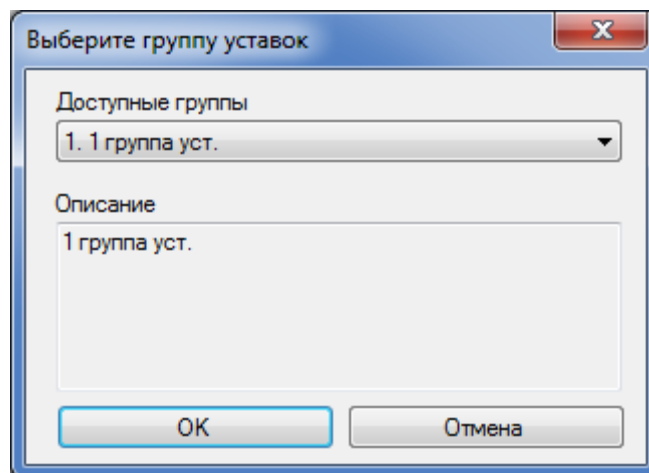 Выберите группу уставок
Доступные группы
1. 1 группа уст.
Описание
1 группа уст.
OK
Отмена